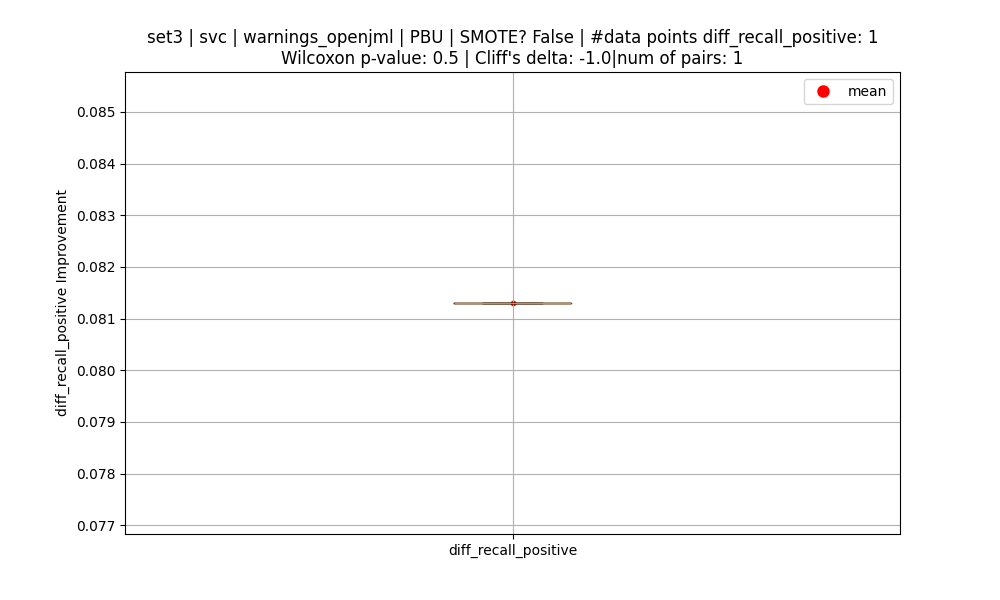 set3 | svc | warnings_openjml | PBU | SMOTE? False | #data points diff_recall_positive: 1
Wilcoxon p-value: 0.5 | Cliff's delta: -1.0|num of pairs: 1
mean
diff_recall_positive Improvement
0.085
0.084
0.083
0.082
0.081
0.080
0.079
0.078
0.077
diff_recall_positive